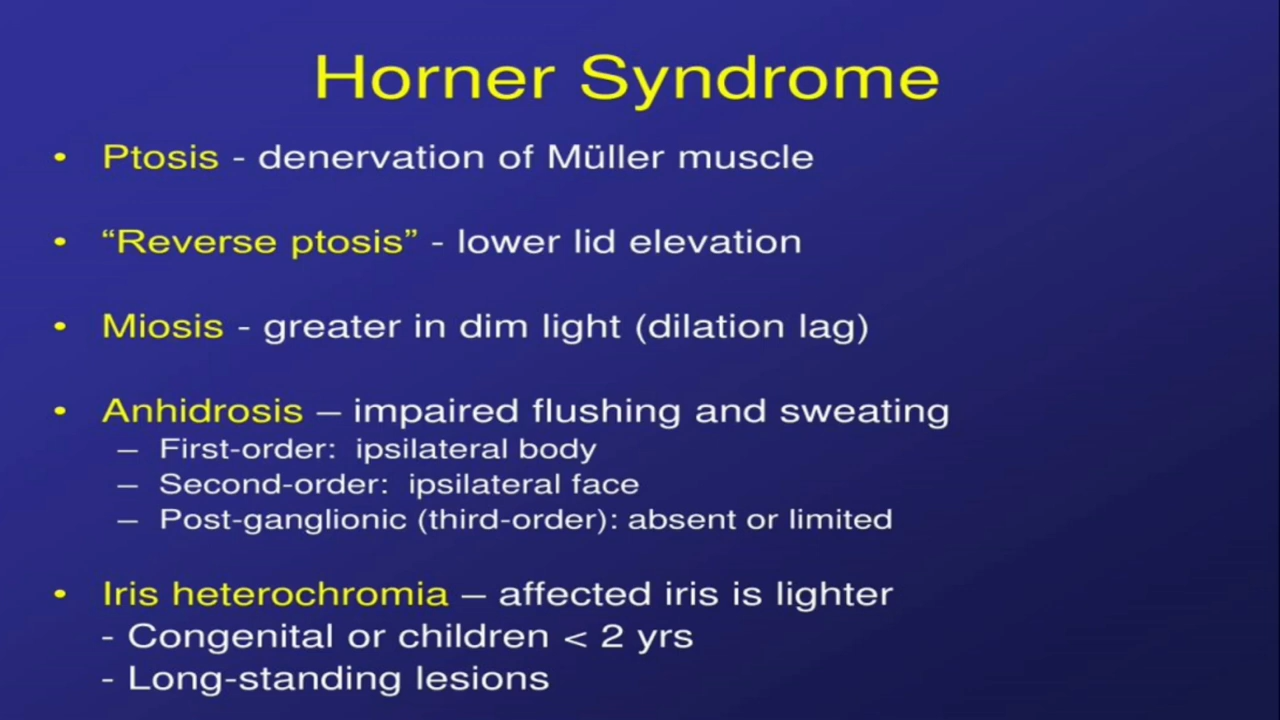 Horner Syndrome
• Ptosis - denervation of Müller muscle
• “Reverse ptosis” - lower lid elevation
• Miosis - greater in dim light (dilation lag)
• Anhidrosis – impaired flushing and sweating
– First-order:  ipsilateral body
– Second-order:  ipsilateral face
– Post-ganglionic (third-order): absent or limited
• Iris heterochromia – affected iris is lighter
- Congenital or children < 2 yrs
- Long-standing lesions